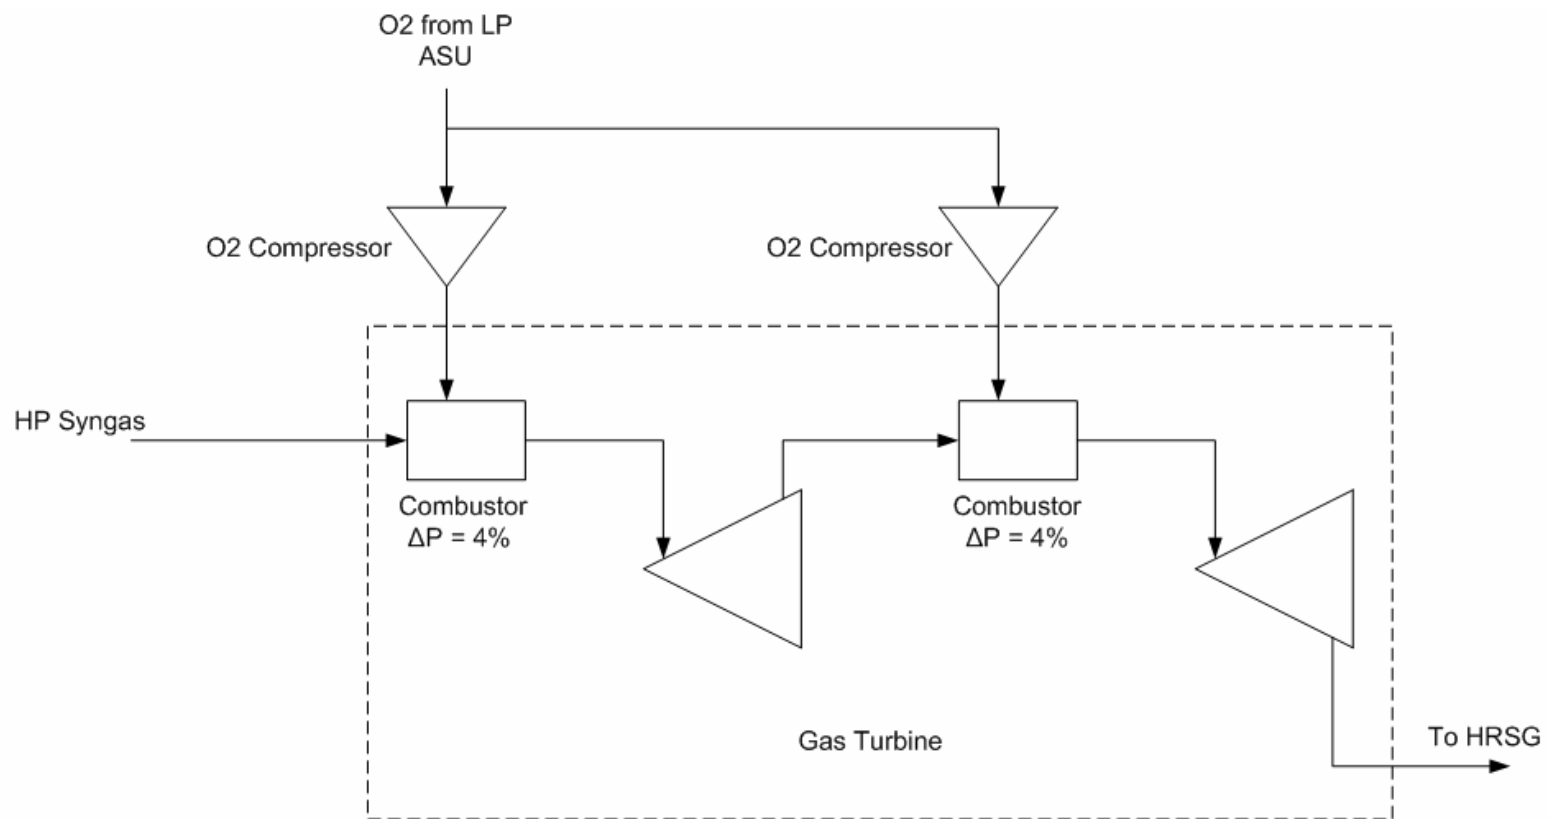 O2 from LP
ASU
O2 Compressor
O2 Compressor
HP Syngas
Combustor
ΔP = 4%
Combustor
ΔP = 4%
Gas Turbine
To HRSG